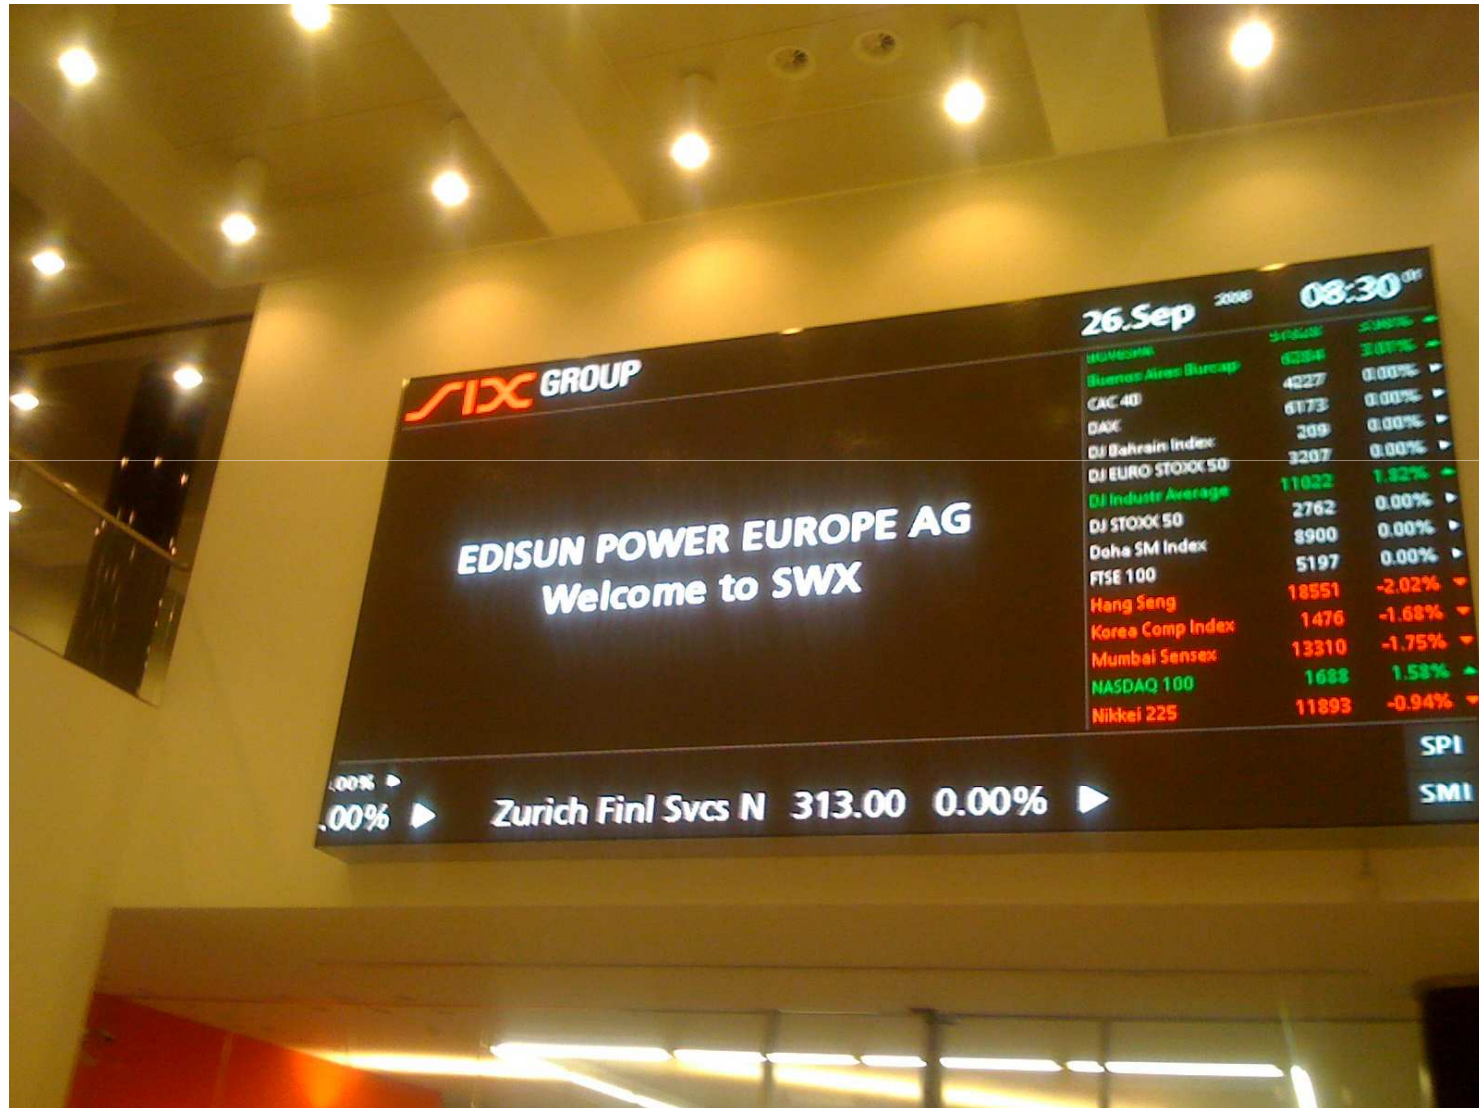 SIX GROUP
26.Sep 2008 08:30
Buenos Aires Burcap 6284 3.01%
CAC 40 4227 0.00%
DAX 6173 0.00%
DJ Bahrain Index 209 0.00%
DJ EURO STOXX 50 3207 0.00%
DJ Industr Average 11022 1.82%
DJ STOXX 50 2762 0.00%
Doha SM Index 8900 0.00%
FTSE 100 5197 0.00%
Hang Seng 18551 -2.02%
Korea Comp Index 1476 -1.68%
Mumbai Sensex 13310 -1.75%
NASDAQ 100 1688 1.58%
Nikkei 225 11893 -0.94%
EDISUN POWER EUROPE AG
Welcome to SWX
SPI
SMI
.00%
.00% Zurich Finl Svcs N 313.00 0.00%